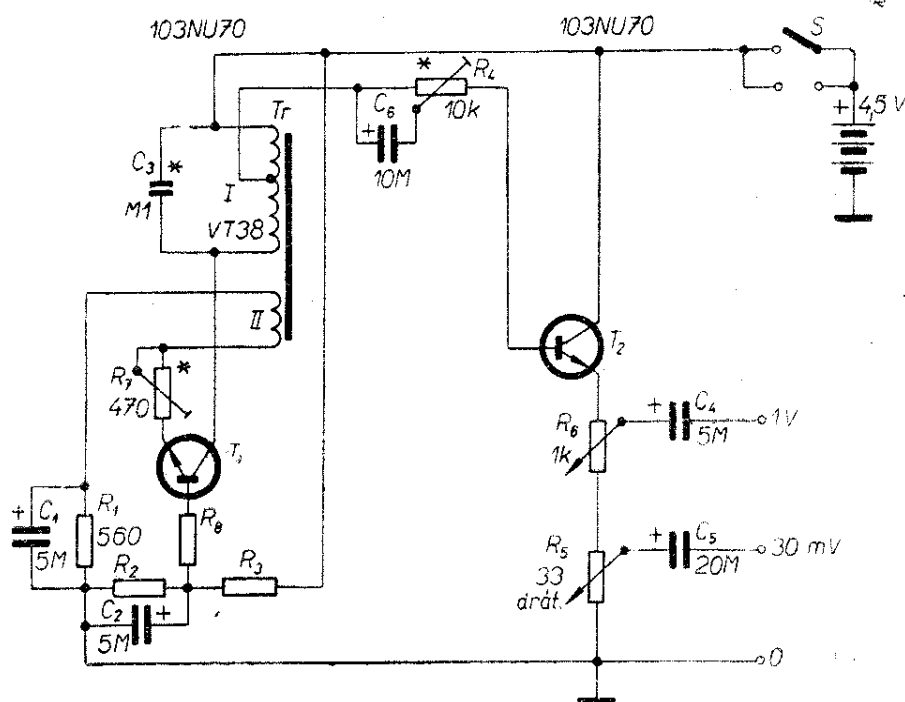 103NU70
103NU70
S
+ 4,5 V
* R₄
10k
+ C₆
10M
Tr
C₃ *
M1
I
VT38
II
R₇ *
470
T₁
T₂
R₆
1k
+ C₄
5M
1V
R₅
33
drát.
+ C₅
20M
30 mV
+ C₁
5M
R₁
560
R₈
R₂
R₃
C₂ +
5M
0